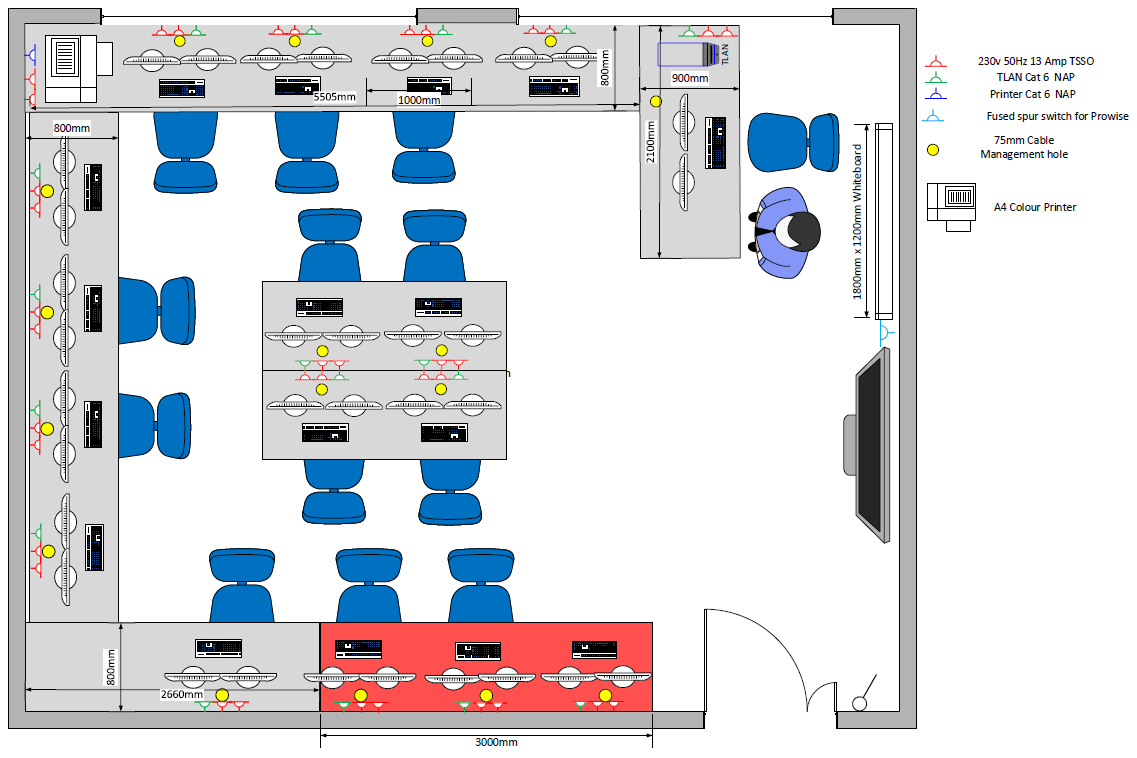 TLAN
900mm
800mm
5505mm
1000mm
800mm
2100mm
1800mm x 1200mm Whiteboard
230v 50Hz 13 Amp TSSO
TLAN Cat 6 NAP
Printer Cat 6 NAP
Fused spur switch for Prowise
75mm Cable
Management hole
A4 Colour Printer
800mm
2660mm
3000mm